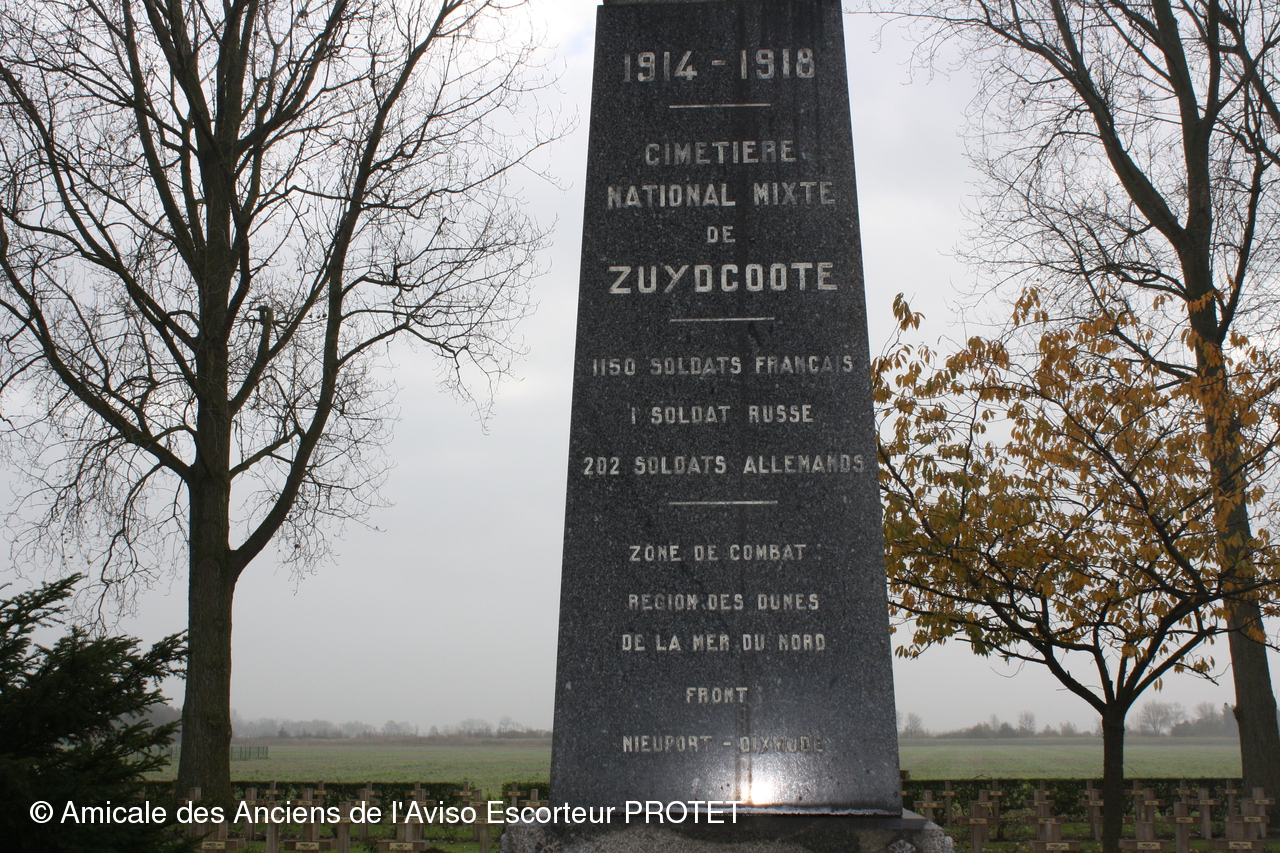 1914 - 1918
CIMETIERE
NATIONAL MIXTE
DE
ZUYDCOOTE
1150 SOLDATS FRANCAIS
1 SOLDAT RUSSE
202 SOLDATS ALLEMANDS
ZONE DE COMBAT
REGION DES DUNES
DE LA MER DU NORD
FRONT
NIEUPORT - DIXMUDE
© Amicale des Anciens de l'Aviso Escorteur PROTET